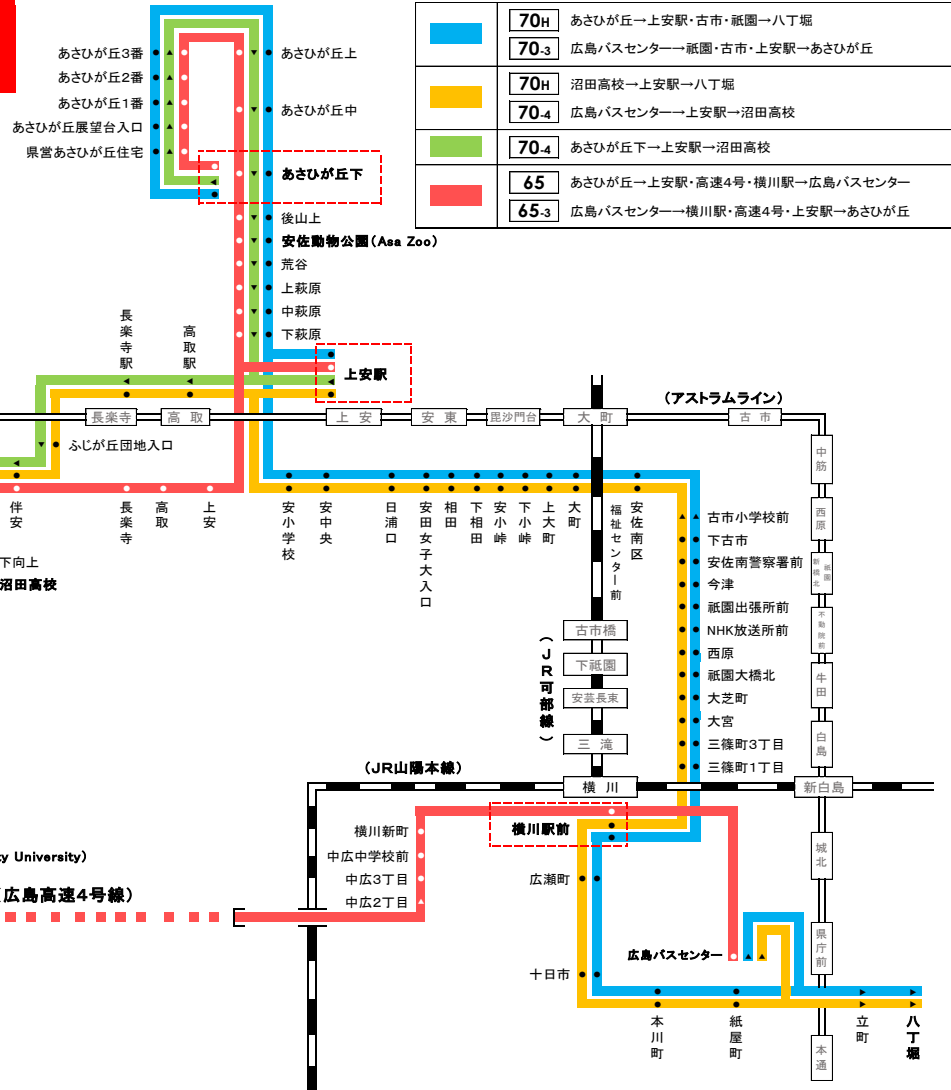 70H あさひが丘→上安駅・古市・祇園→八丁堀
70-3 広島バスセンター→祇園・古市・上安駅→あさひが丘
70H 沼田高校→上安駅→八丁堀
70-4 広島バスセンター→上安駅→沼田高校
70-4 あさひが丘下→上安駅→沼田高校
65 あさひが丘→上安駅・高速4号・横川駅→広島バスセンター
65-3 広島バスセンター→横川駅・高速4号・上安駅→あさひが丘
あさひが丘3番
あさひが丘2番
あさひが丘1番
あさひが丘展望台入口
県営あさひが丘住宅
あさひが丘上
あさひが丘中
あさひが丘下
後山上
安佐動物公園(Asa Zoo)
荒谷
上萩原
中萩原
下萩原
長楽寺駅
高取駅
上安駅
(アストラムライン)
長楽寺
高取
上安
安東
毘沙門台
大町
古市
中筋
西原
祇園新橋北
不動院前
牛田
白島
新白島
城北
県庁前
本通
ふじが丘団地入口
伴安
長楽寺
高取
上安
安小学校
安中央
日浦口
安田女子大入口
相田
下相田
安小峠
下小峠
上大町
大町
福祉センター前
安佐南区
下向上
沼田高校
古市小学校前
下古市
安佐南警察署前
今津
祇園出張所前
NHK放送所前
西原
祇園大橋北
大芝町
大宮
三篠町3丁目
三篠町1丁目
古市橋
下祗園
安芸長束
三滝
横川
(JR可部線)
(JR山陽本線)
横川駅前
横川新町
中広中学校前
中広3丁目
中広2丁目
ty University)
(広島高速4号線)
広瀬町
十日市
広島バスセンター
本川町
紙屋町
立町
八丁堀